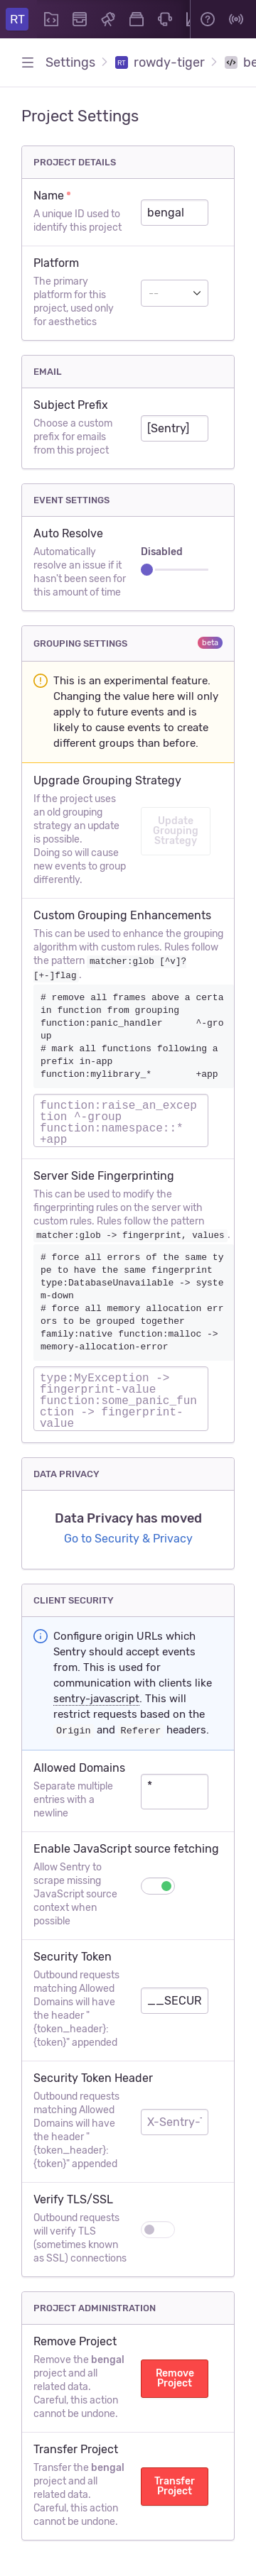 RT
Settings
RT
rowdy-tiger
be
Project Settings
PROJECT DETAILS
Name *
A unique ID used to
identify this project
bengal
Platform
The primary
platform for this
project, used only
for aesthetics
--
EMAIL
Subject Prefix
Choose a custom
prefix for emails
from this project
[Sentry]
EVENT SETTINGS
Auto Resolve
Automatically
resolve an issue if it
hasn't been seen for
this amount of time
Disabled
GROUPING SETTINGS
beta
This is an experimental feature.
Changing the value here will only
apply to future events and is
likely to cause events to create
different groups than before.
Upgrade Grouping Strategy
If the project uses
an old grouping
strategy an update
is possible.
Doing so will cause
new events to group
differently.
Update
Grouping
Strategy
Custom Grouping Enhancements
This can be used to enhance the grouping
algorithm with custom rules. Rules follow
the pattern matcher:glob [^v]?
[+-]flag .
# remove all frames above a certa
in function from grouping
function:panic_handler ^-gro
up
# mark all functions following a
prefix in-app
function:mylibrary_* +app
function:raise_an_excep
tion ^-group
function:namespace::*
+app
Server Side Fingerprinting
This can be used to modify the
fingerprinting rules on the server with
custom rules. Rules follow the pattern
matcher:glob -> fingerprint, values .
# force all errors of the same ty
pe to have the same fingerprint
type:DatabaseUnavailable -> syste
m-down
# force all memory allocation err
ors to be grouped together
family:native function:malloc ->
memory-allocation-error
type:MyException ->
fingerprint-value
function:some_panic_fun
ction -> fingerprint-
value
DATA PRIVACY
Data Privacy has moved
Go to Security & Privacy
CLIENT SECURITY
Configure origin URLs which
Sentry should accept events
from. This is used for
communication with clients like
sentry-javascript. This will
restrict requests based on the
Origin and Referer headers.
Allowed Domains
Separate multiple
entries with a
newline
*
Enable JavaScript source fetching
Allow Sentry to
scrape missing
JavaScript source
context when
possible
Security Token
Outbound requests
matching Allowed
Domains will have
the header "
{token_header}:
{token}" appended
__SECUR
Security Token Header
Outbound requests
matching Allowed
Domains will have
the header "
{token_header}:
{token}" appended
X-Sentry-T
Verify TLS/SSL
Outbound requests
will verify TLS
(sometimes known
as SSL) connections
PROJECT ADMINISTRATION
Remove Project
Remove the bengal
project and all
related data.
Careful, this action
cannot be undone.
Remove
Project
Transfer Project
Transfer the bengal
project and all
related data.
Careful, this action
cannot be undone.
Transfer
Project